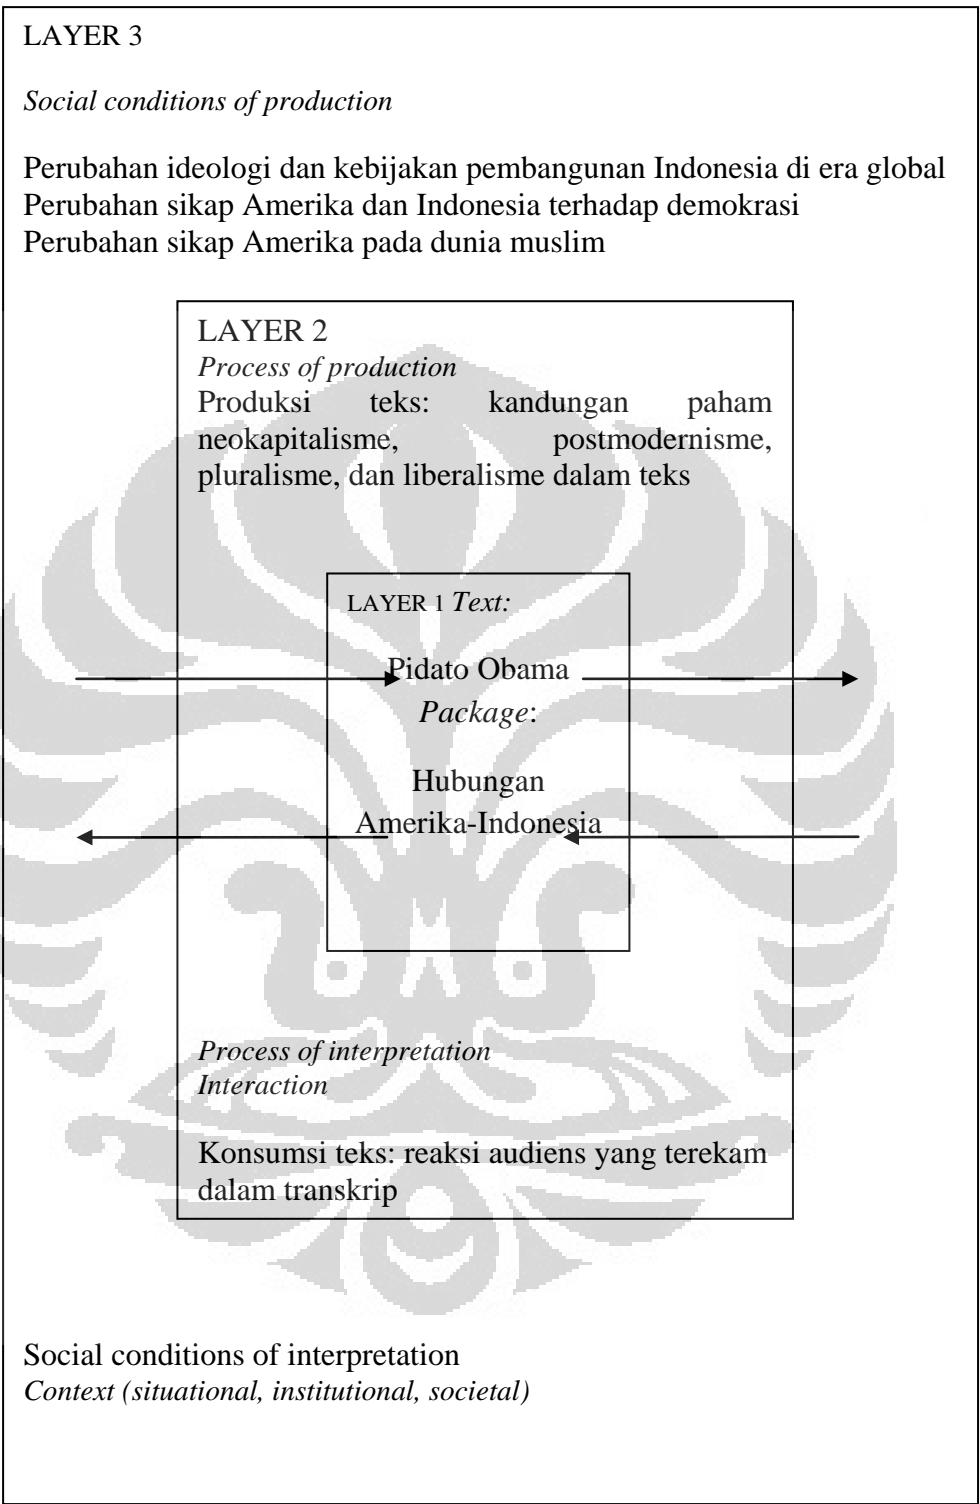 LAYER 3
Social conditions of production
Perubahan ideologi dan kebijakan pembangunan Indonesia di era global
Perubahan sikap Amerika dan Indonesia terhadap demokrasi
Perubahan sikap Amerika pada dunia muslim
LAYER 2
Process of production
Produksi teks: kandungan paham
neokapitalisme, postmodernisme,
pluralisme, dan liberalisme dalam teks
LAYER 1 Text:
Pidato Obama
Package:
Hubungan
Amerika-Indonesia
Process of interpretation
Interaction
Konsumsi teks: reaksi audiens yang terekam
dalam transkrip
Social conditions of interpretation
Context (situational, institutional, societal)